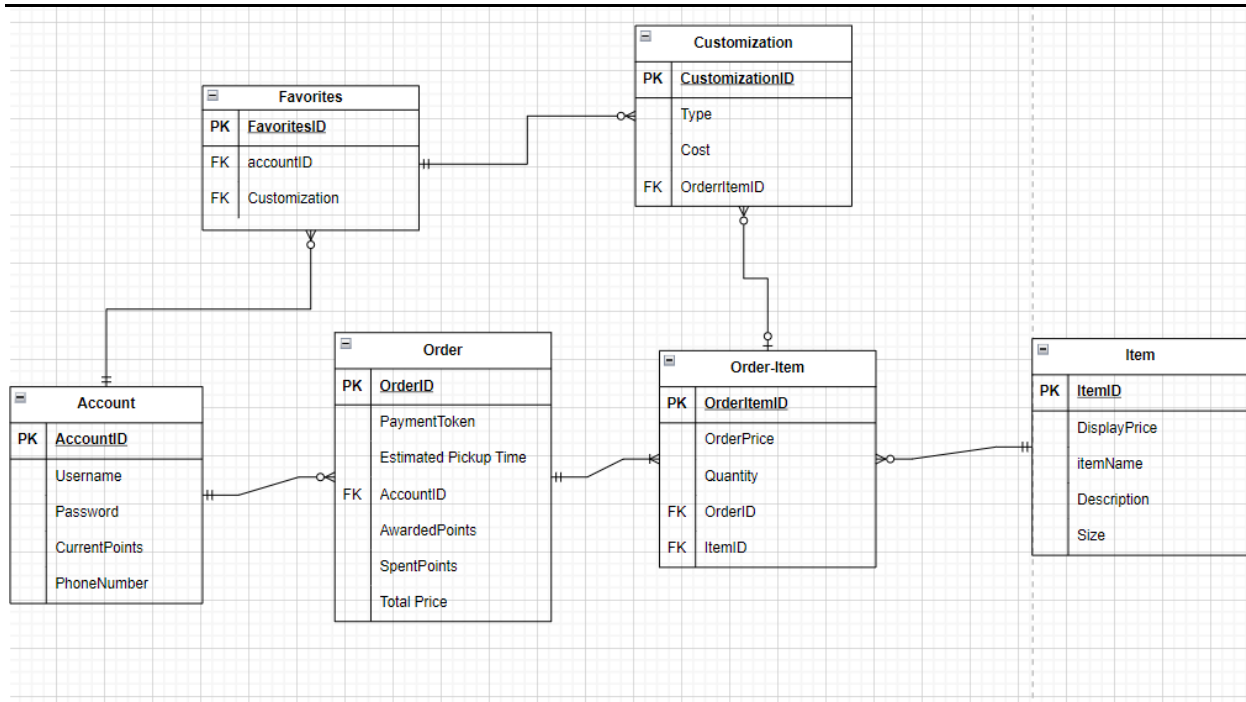 Customization
PK CustomizationID
Type
Cost
FK OrderrItemID
Favorites
PK FavoritesID
FK accountID
FK Customization
Account
PK AccountID
Username
Password
CurrentPoints
PhoneNumber
Order
PK OrderID
PaymentToken
Estimated Pickup Time
FK AccountID
AwardedPoints
SpentPoints
Total Price
Order-Item
PK OrderItemID
OrderPrice
Quantity
FK OrderID
FK ItemID
Item
PK ItemID
DisplayPrice
itemName
Description
Size